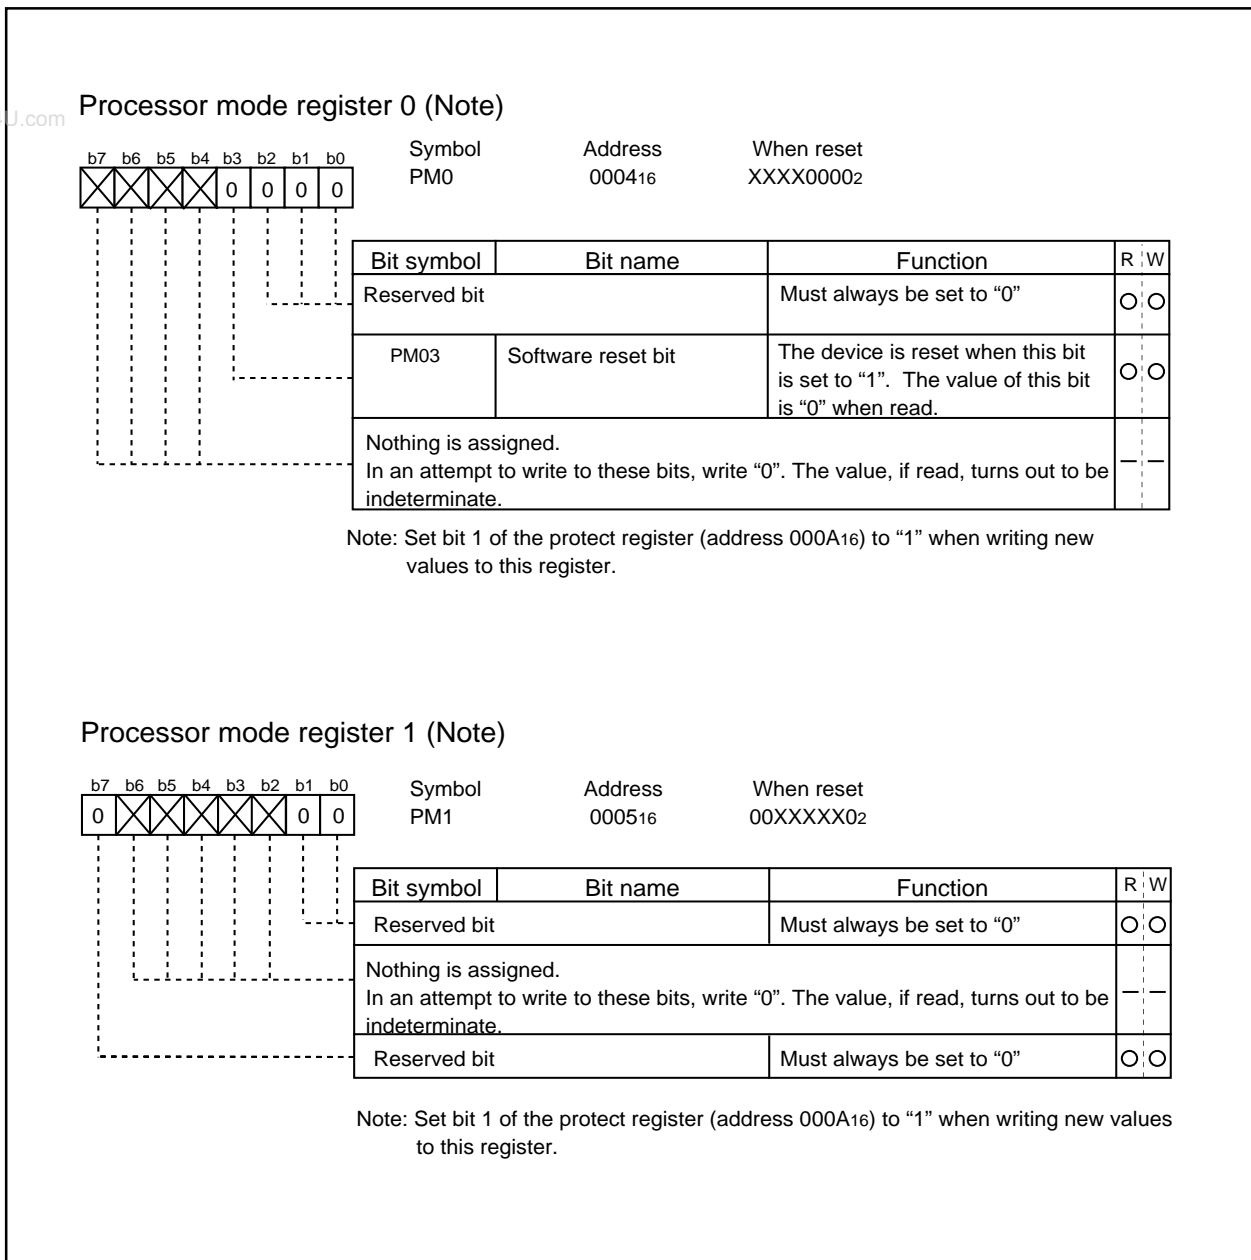 Processor mode register 0 (Note)
U.com
Symbol Address When reset
b7 b6 b5 b4 b3 b2 b1 b0
PM0 000416 XXXX00002
0 0 0 0
Bit symbol Bit name Function R W
Reserved bit Must always be set to “0”
PM03 Software reset bit The device is reset when this bit
is set to “1”. The value of this bit
is “0” when read.
Nothing is assigned.
In an attempt to write to these bits, write “0”. The value, if read, turns out to be
indeterminate.
Note: Set bit 1 of the protect register (address 000A16) to “1” when writing new
values to this register.
Processor mode register 1 (Note)
b7 b6 b5 b4 b3 b2 b1 b0
Symbol Address When reset
0 0 0
PM1 000516 00XXXXX02
Bit symbol Bit name Function R W
Reserved bit Must always be set to “0”
Nothing is assigned.
In an attempt to write to these bits, write “0”. The value, if read, turns out to be
indeterminate.
Reserved bit Must always be set to “0”
Note: Set bit 1 of the protect register (address 000A16) to “1” when writing new values
to this register.